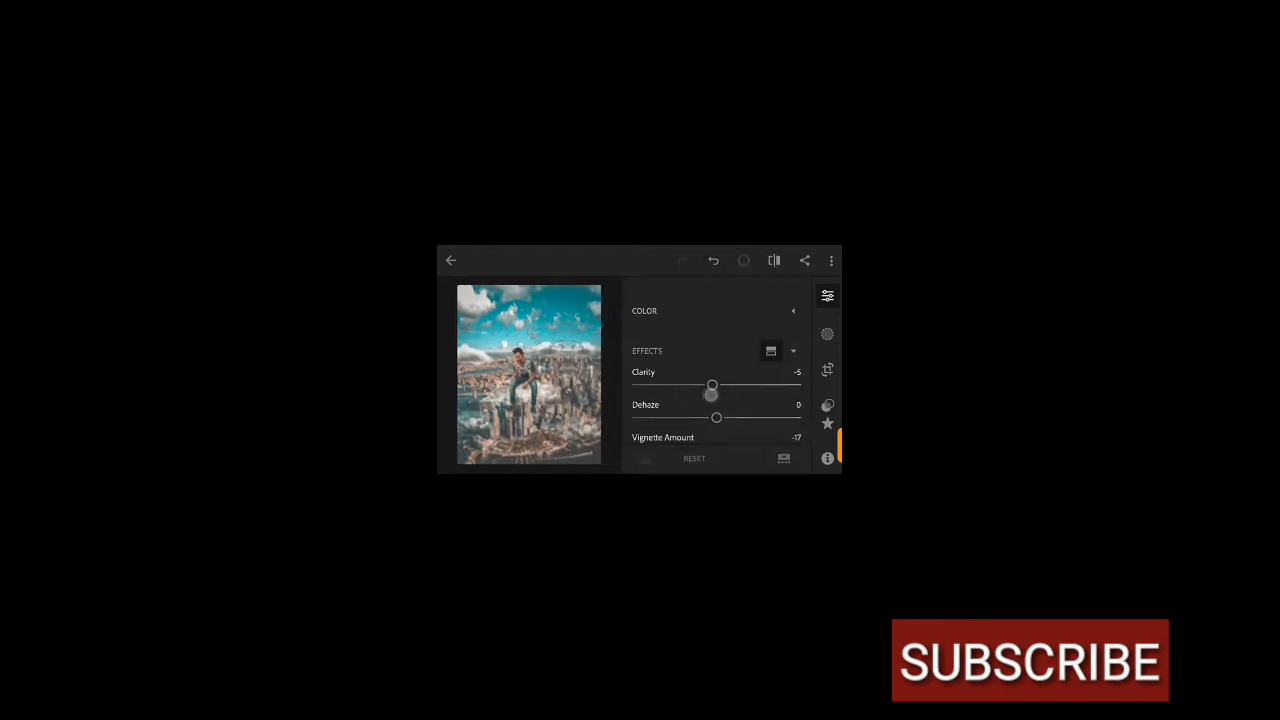 COLOR
EFFECTS
Clarity -5
Dehaze 0
Vignette Amount -17
RESET
SUBSCRIBE